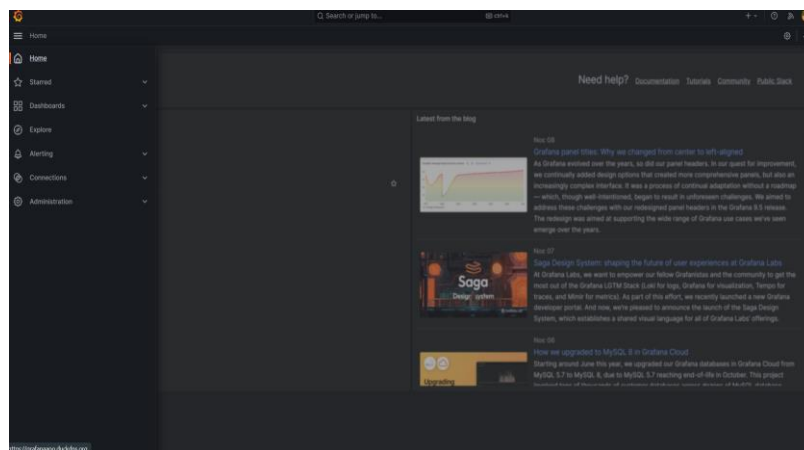 Search or jump to...
ctrl+k
Home
Home
Starred
Dashboards
Explore
Alerting
Connections
Administration
Need help? Documentation Tutorials Community Public Slack
Latest from the blog
Nov 08
Grafana panel titles: Why we changed from center to left-aligned
As Grafana evolved over the years, so did our panel headers. In our quest for improvement,
we continually added design options that created more comprehensive panels, but also an
increasingly complex interface. It was a process of continual adaptation without a roadmap
— which, though well-intentioned, began to result in unforeseen challenges. We aimed to
address these challenges with our redesigned panel headers in the Grafana 9.5 release.
The redesign was aimed at supporting the wide range of Grafana use cases we've seen
emerge over the years.
Nov 07
Saga Design System: shaping the future of user experiences at Grafana Labs
At Grafana Labs, we want to empower our fellow Grafanistas and the community to get the
most out of the Grafana LGTM Stack (Loki for logs, Grafana for visualization, Tempo for
traces, and Mimir for metrics). As part of this effort, we recently launched a new Grafana
developer portal. And now, we're pleased to announce the launch of the Saga Design
System, which establishes a shared visual language for all of Grafana Labs' offerings.
Saga
Design system
Nov 06
How we upgraded to MySQL 8 in Grafana Cloud
Starting around June this year, we upgraded our Grafana databases in Grafana Cloud from
MySQL 5.7 to MySQL 8, due to MySQL 5.7 reaching end-of-life in October. This project
involved tens of thousands of customer databases across dozens of MySQL database
Upgrading